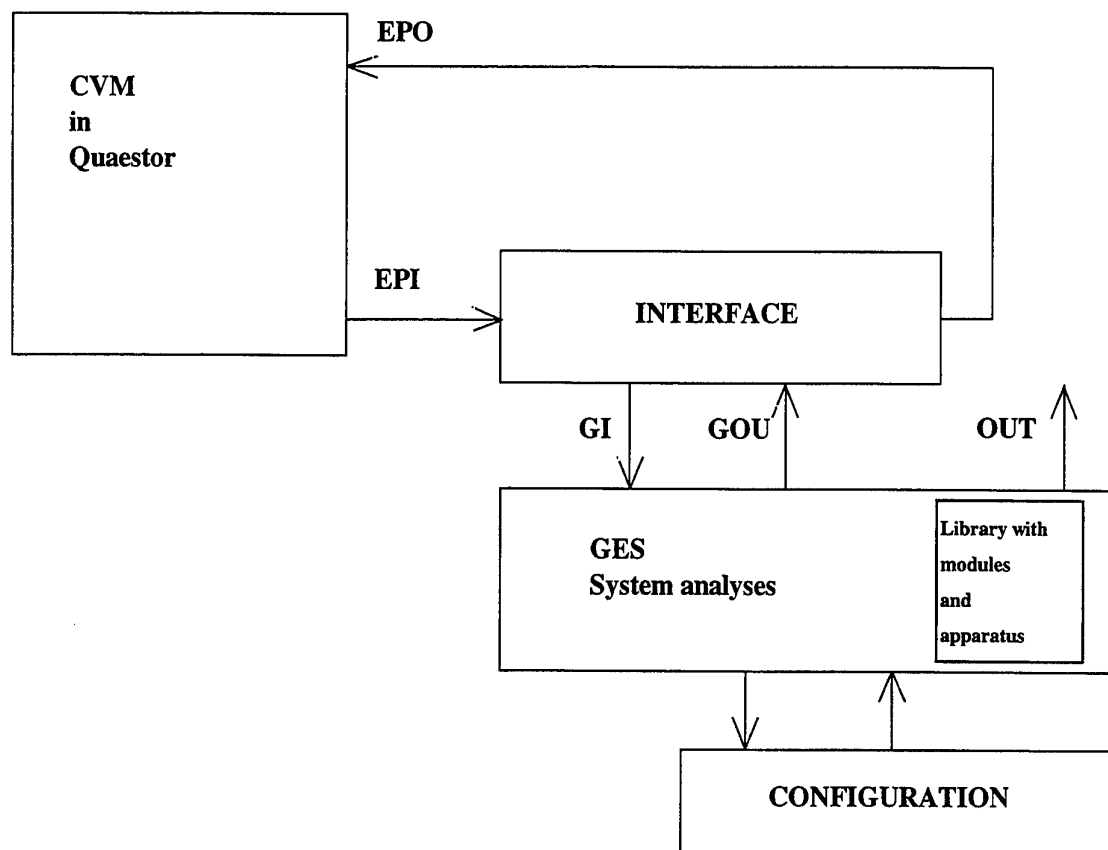 EPO
CVM
in
Quaestor
EPI
INTERFACE
GI
GOU
OUT
GES
System analyses
Library with
modules
and
apparatus
CONFIGURATION